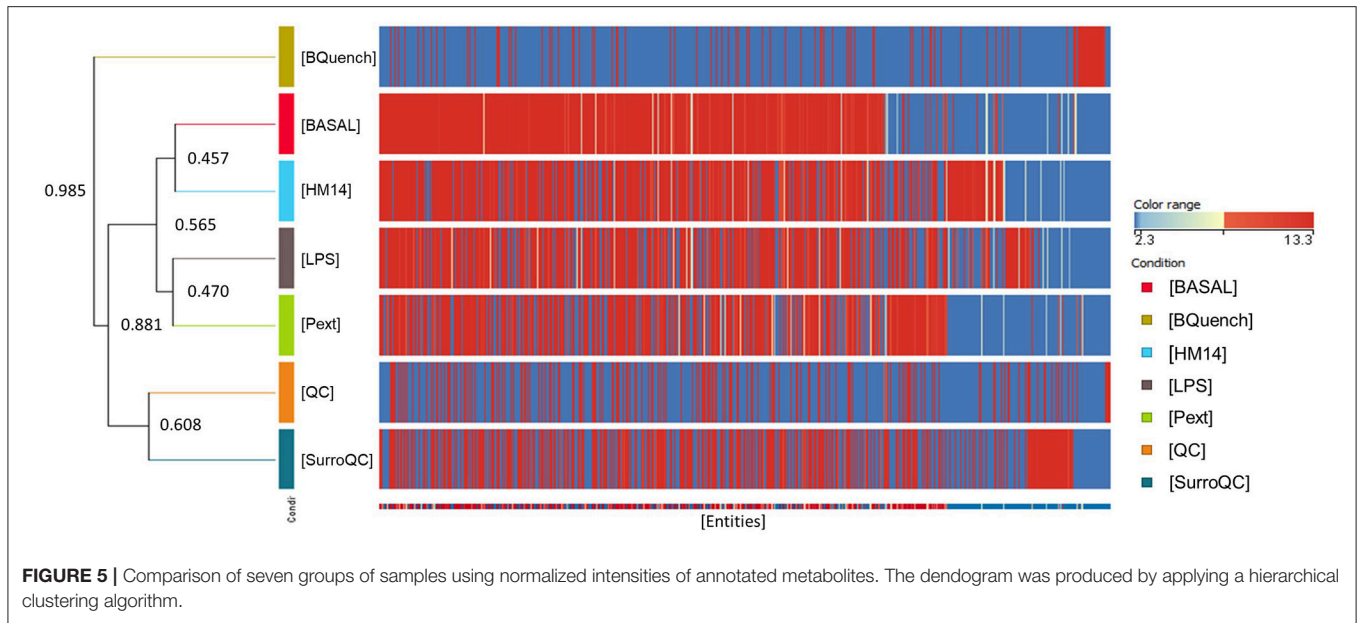 [BQuench]
[BASAL]
0.457
0.985
[HM14]
0.565
[LPS]
0.470
0.881
[Pext]
[QC]
0.608
[SurroQC]
Condi
[Entities]
Color range
2.3 13.3
Condition
[BASAL]
[BQuench]
[HM14]
[LPS]
[Pext]
[QC]
[SurroQC]
FIGURE 5 | Comparison of seven groups of samples using normalized intensities of annotated metabolites. The dendogram was produced by applying a hierarchical
clustering algorithm.